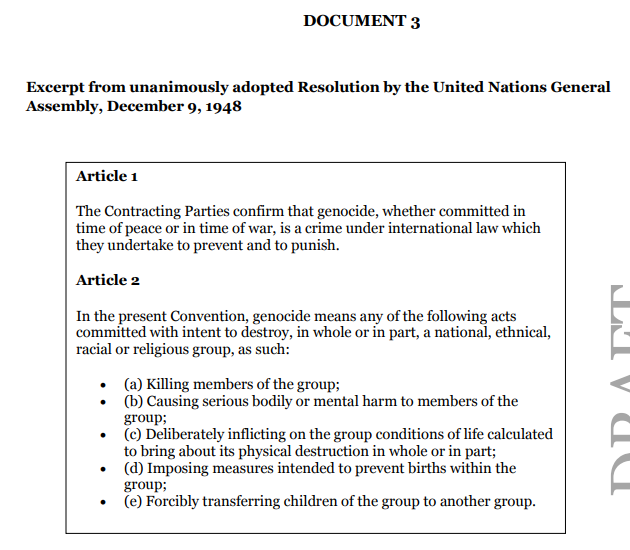 DOCUMENT 3
Excerpt from unanimously adopted Resolution by the United Nations General
Assembly, December 9, 1948
Article 1
The Contracting Parties confirm that genocide, whether committed in
time of peace or in time of war, is a crime under international law which
they undertake to prevent and to punish.
Article 2
In the present Convention, genocide means any of the following acts
committed with intent to destroy, in whole or in part, a national, ethnical,
racial or religious group, as such:
• (a) Killing members of the group;
• (b) Causing serious bodily or mental harm to members of the
group;
• (c) Deliberately inflicting on the group conditions of life calculated
to bring about its physical destruction in whole or in part;
• (d) Imposing measures intended to prevent births within the
group;
• (e) Forcibly transferring children of the group to another group.
DRAFT